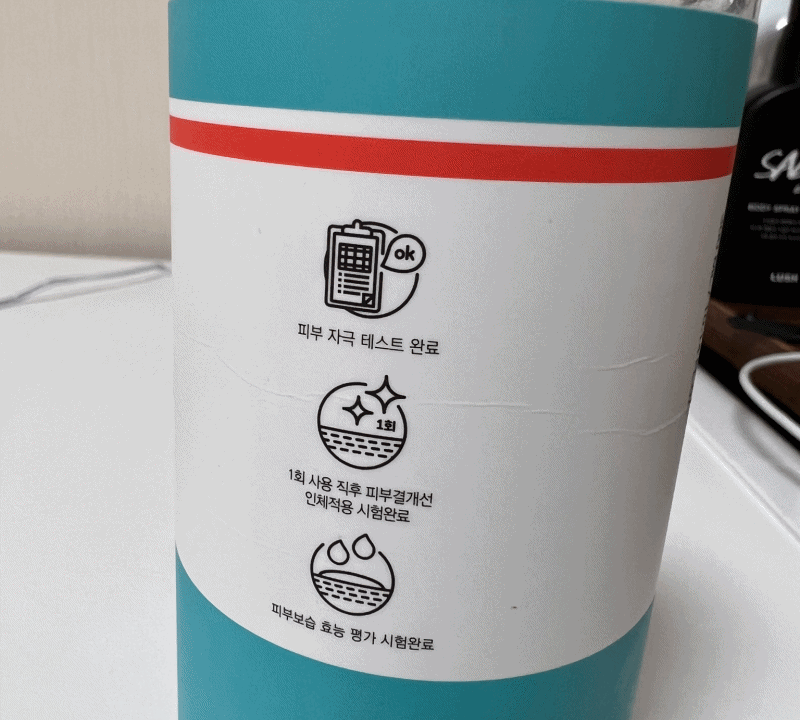 ok
피부 자극 테스트 완료
1회
1회 사용 직후 피부결개선
인체적용 시험완료
피부보습 효능 평가 시험완료
BODY SPRAY
LUSH